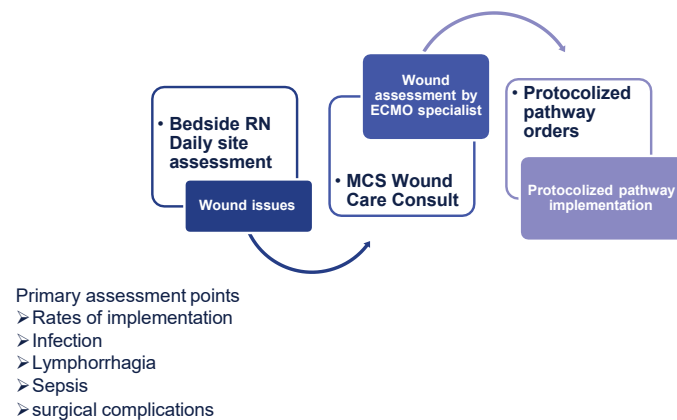 • Bedside RN
Daily site
assessment
Wound issues
Wound
assessment by
ECMO specialist
• MCS Wound
Care Consult
• Protocolized
pathway
orders
Protocolized pathway
implementation
Primary assessment points
➢Rates of implementation
➢Infection
➢Lymphorrhagia
➢Sepsis
➢surgical complications